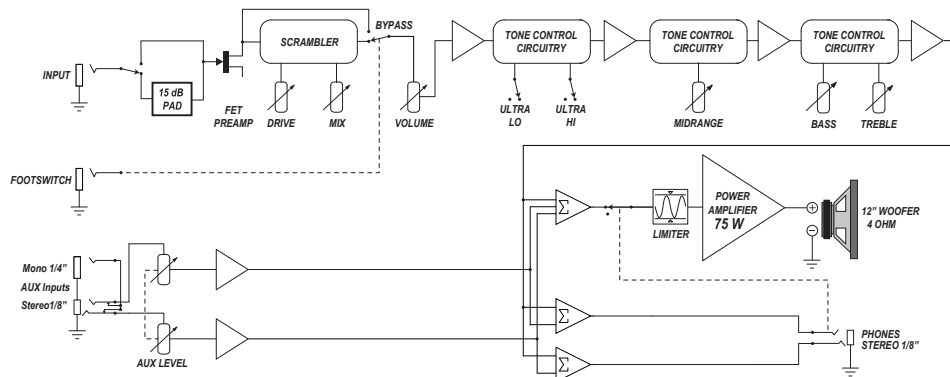 BYPASS
SCRAMBLER
TONE CONTROL
CIRCUITRY
TONE CONTROL
CIRCUITRY
TONE CONTROL
CIRCUITRY
INPUT
15 dB
PAD
FET
PREAMP
DRIVE
MIX
VOLUME
ULTRA
LO
ULTRA
HI
MIDRANGE
BASS
TREBLE
FOOTSWITCH
Σ
LIMITER
POWER
AMPLIFIER
75 W
+
−
12" WOOFER
4 OHM
Mono 1/4"
AUX Inputs
Stereo1/8"
AUX LEVEL
Σ
Σ
PHONES
STEREO 1/8"